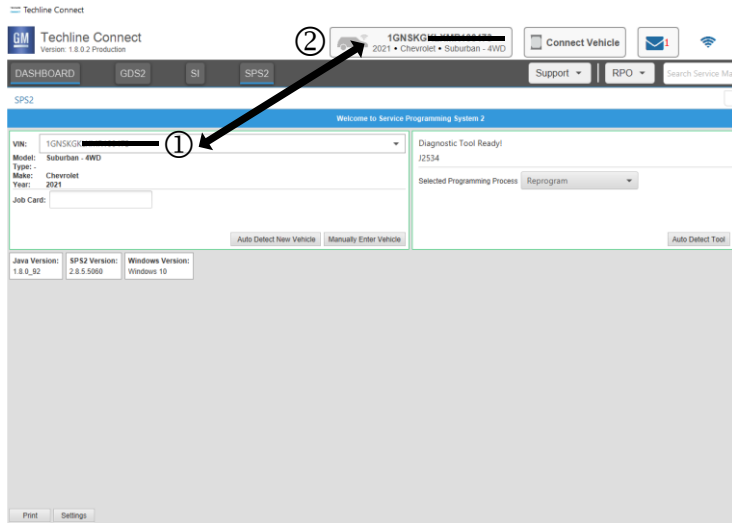 Techline Connect
GM Techline Connect
Version: 1.8.0.2 Production
②
1GNSKG
2021 • Chevrolet • Suburban - 4WD
Connect Vehicle
1
DASHBOARD GDS2 SI SPS2
Support RPO Search Service Ma
SPS2
Welcome to Service Programming System 2
VIN: 1GNSKGK
①
Model: Suburban - 4WD
Type: -
Make: Chevrolet
Year: 2021
Job Card:
Auto Detect New Vehicle Manually Enter Vehicle
Diagnostic Tool Ready!
J2534
Selected Programming Process Reprogram
Auto Detect Tool
Java Version: SPS2 Version: Windows Version:
1.8.0_92 2.8.5.5060 Windows 10
Print Settings